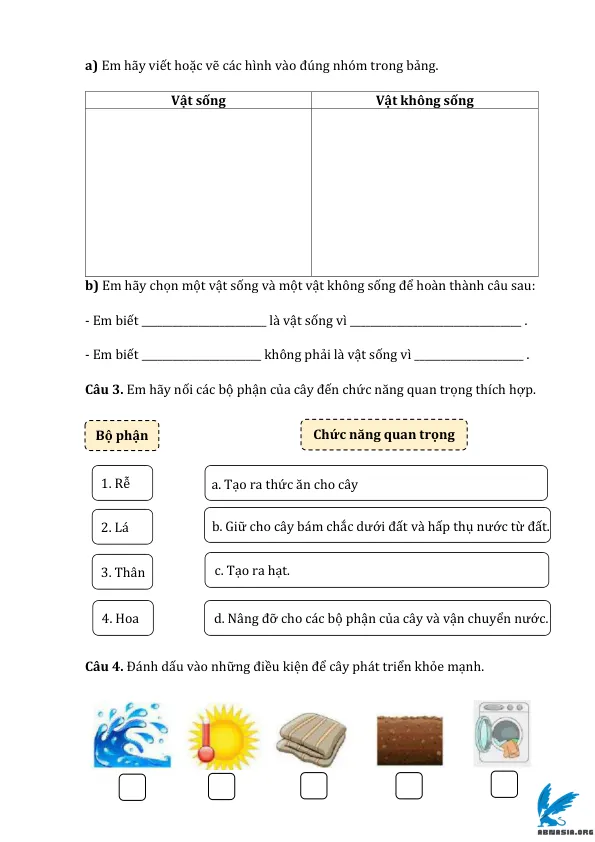 a) Em hãy viết hoặc vẽ các hình vào đúng nhóm trong bảng.
Vật sống Vật không sống
b) Em hãy chọn một vật sống và một vật không sống để hoàn thành câu sau:
- Em biết ________________________ là vật sống vì _________________________________ .
- Em biết _______________________ không phải là vật sống vì _____________________ .
Câu 3. Em hãy nối các bộ phận của cây đến chức năng quan trọng thích hợp.
Bộ phận Chức năng quan trọng
1. Rễ a. Tạo ra thức ăn cho cây
2. Lá b. Giữ cho cây bám chắc dưới đất và hấp thụ nước từ đất.
3. Thân c. Tạo ra hạt.
4. Hoa d. Nâng đỡ cho các bộ phận của cây và vận chuyển nước.
Câu 4. Đánh dấu vào những điều kiện để cây phát triển khỏe mạnh.
ABNASIA.ORG